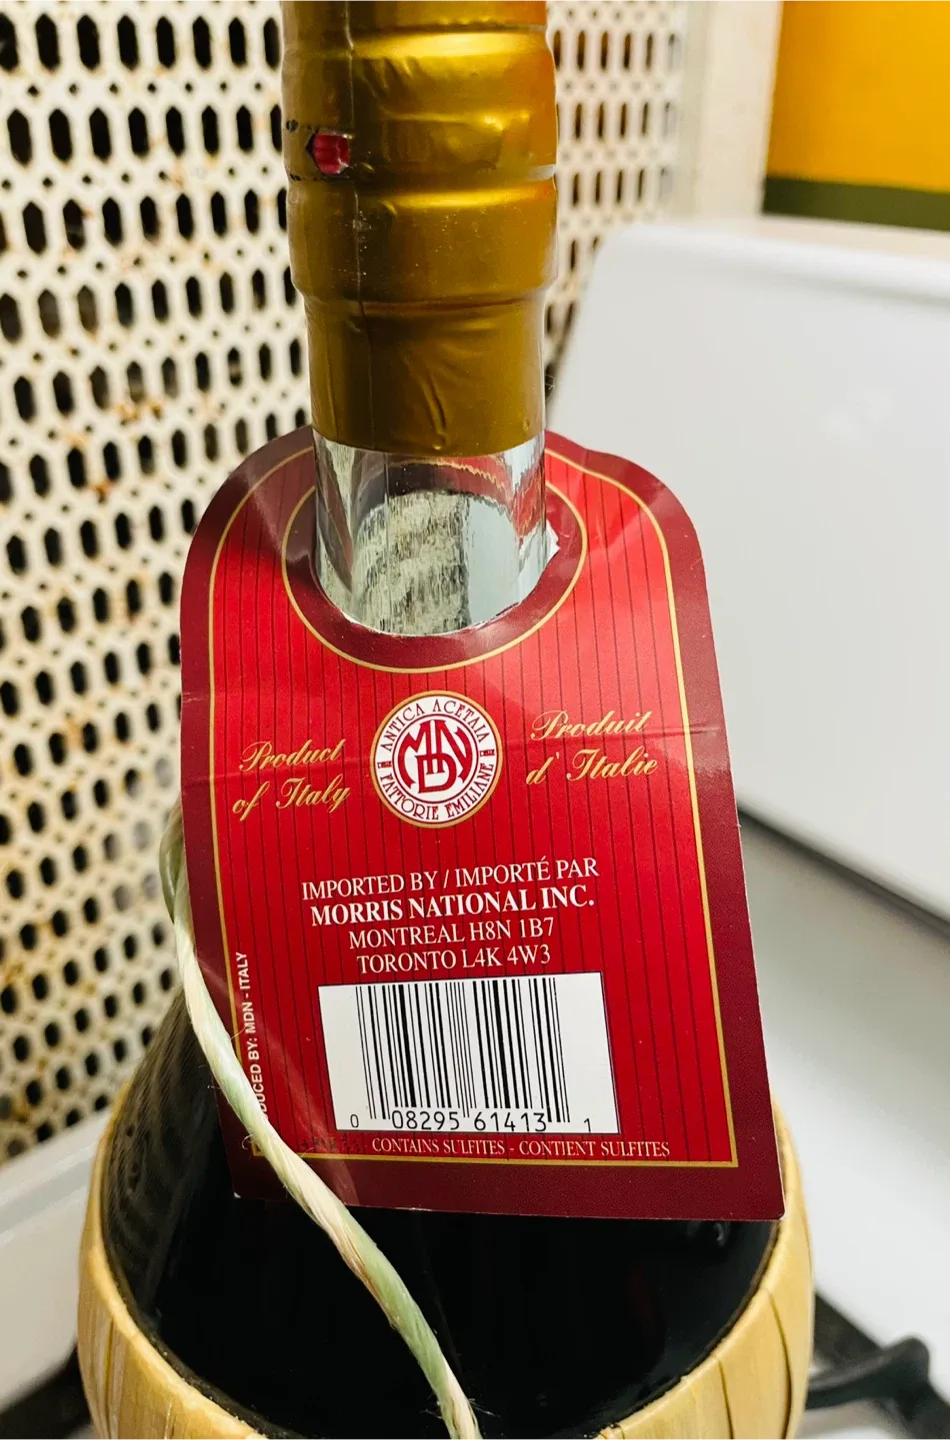 ANTICA ACETAIA
MDN
FATTORIE EMILIANE
Product
of Italy
Produit
d' Italie
IMPORTED BY / IMPORTÉ PAR
MORRIS NATIONAL INC.
MONTREAL H8N 1B7
TORONTO L4K 4W3
DUCED BY: MDN - ITALY
0 08295 61413 1
CONTAINS SULFITES - CONTIENT SULFITES